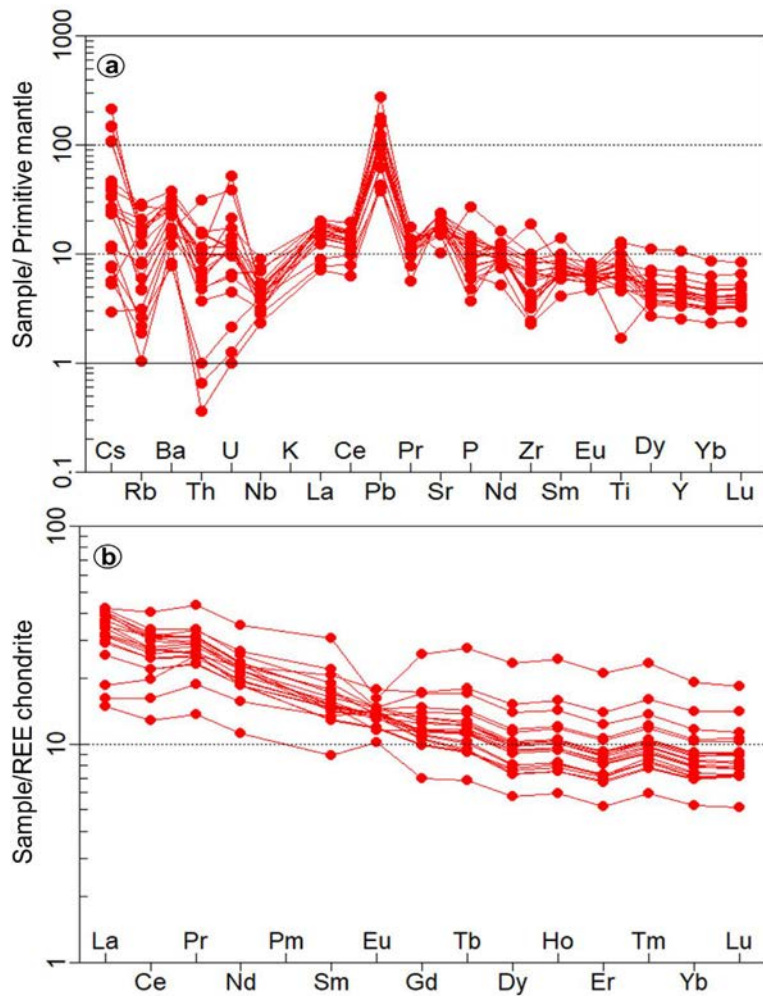 1000
a
100
10
1
0.1
Sample/ Primitive mantle
Cs Ba U K Ce Pr P Zr Eu Dy Yb
Rb Th Nb La Pb Sr Nd Sm Ti Y Lu
100
b
10
1
Sample/REE chondrite
La Pr Pm Eu Tb Ho Tm Lu
Ce Nd Sm Gd Dy Er Yb